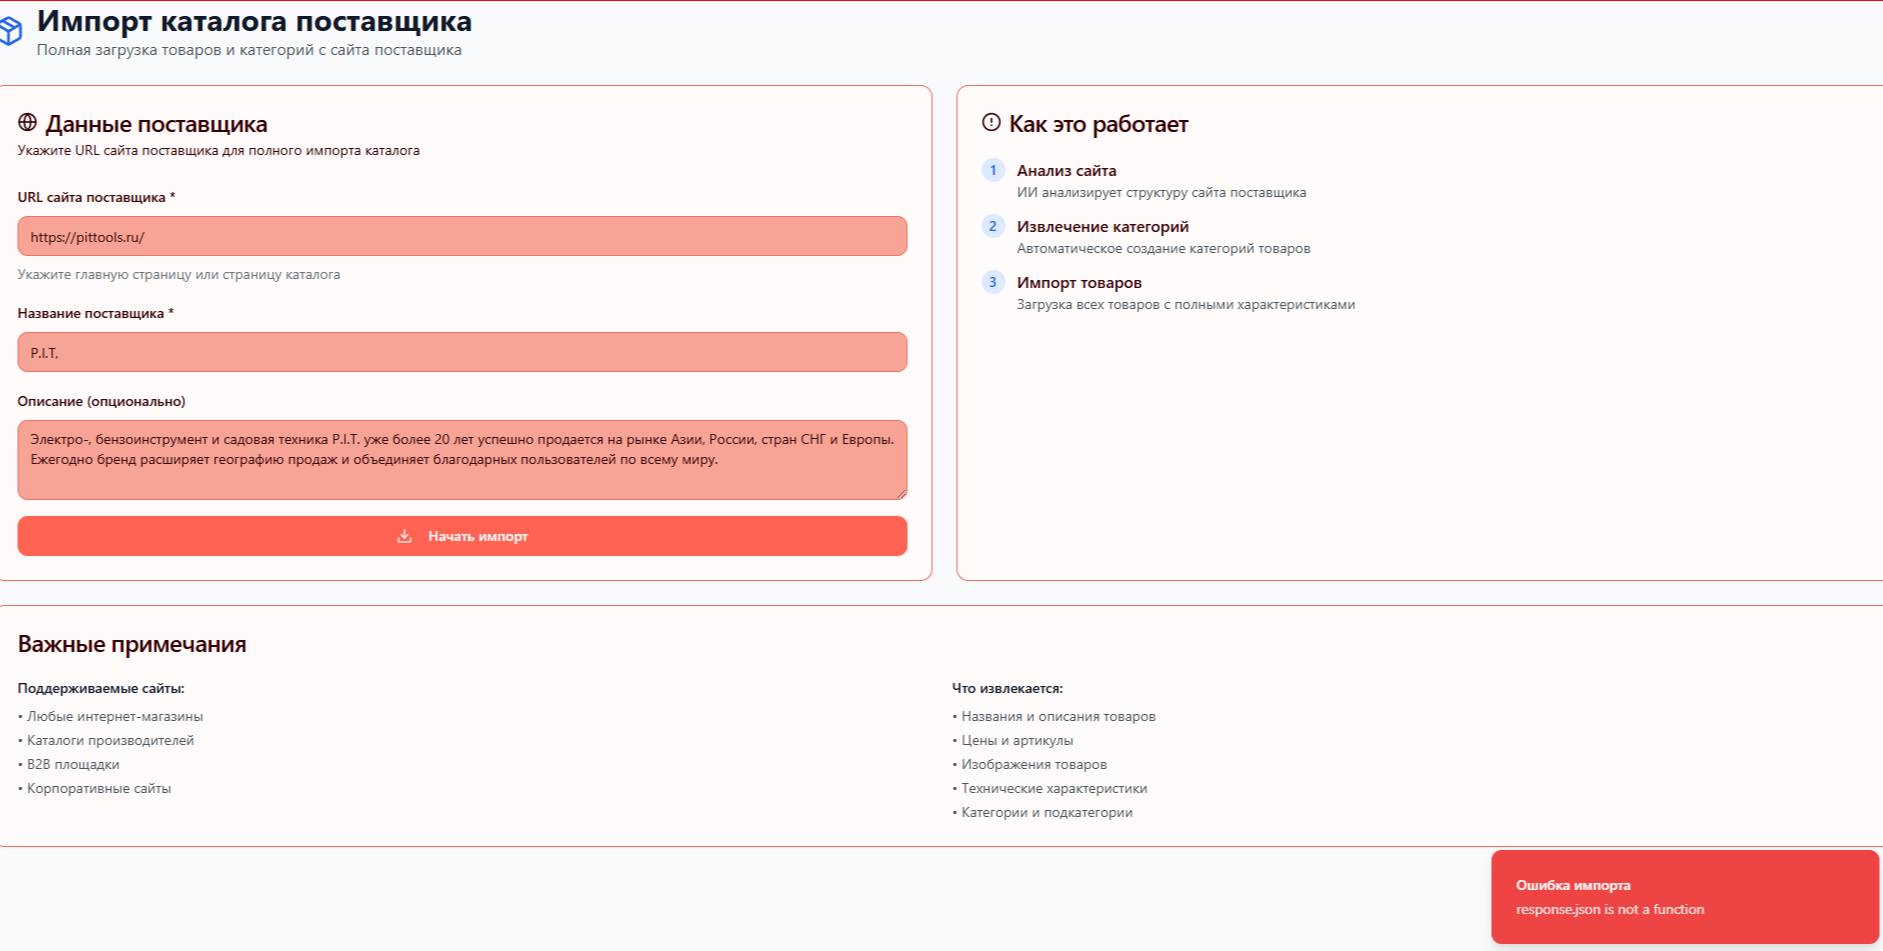 Импорт каталога поставщика
Полная загрузка товаров и категорий с сайта поставщика
Данные поставщика
Укажите URL сайта поставщика для полного импорта каталога
URL сайта поставщика *
https://pittools.ru/
Укажите главную страницу или страницу каталога
Название поставщика *
P.I.T,
Описание (опционально)
Электро-, бензоинструмент и садовая техника P.I.T. уже более 20 лет успешно продается на рынке Азии, России, стран СНГ и Европы.
Ежегодно бренд расширяет географию продаж и объединяет благодарных пользователей по всему миру.
Начать импорт
Как это работает
1 Анализ сайта
ИИ анализирует структуру сайта поставщика
2 Извлечение категорий
Автоматическое создание категорий товаров
3 Импорт товаров
Загрузка всех товаров с полными характеристиками
Важные примечания
Поддерживаемые сайты:
• Любые интернет-магазины
• Каталоги производителей
• B2B площадки
• Корпоративные сайты
Что извлекается:
• Названия и описания товаров
• Цены и артикулы
• Изображения товаров
• Технические характеристики
• Категории и подкатегории
Ошибка импорта
response.json is not a function